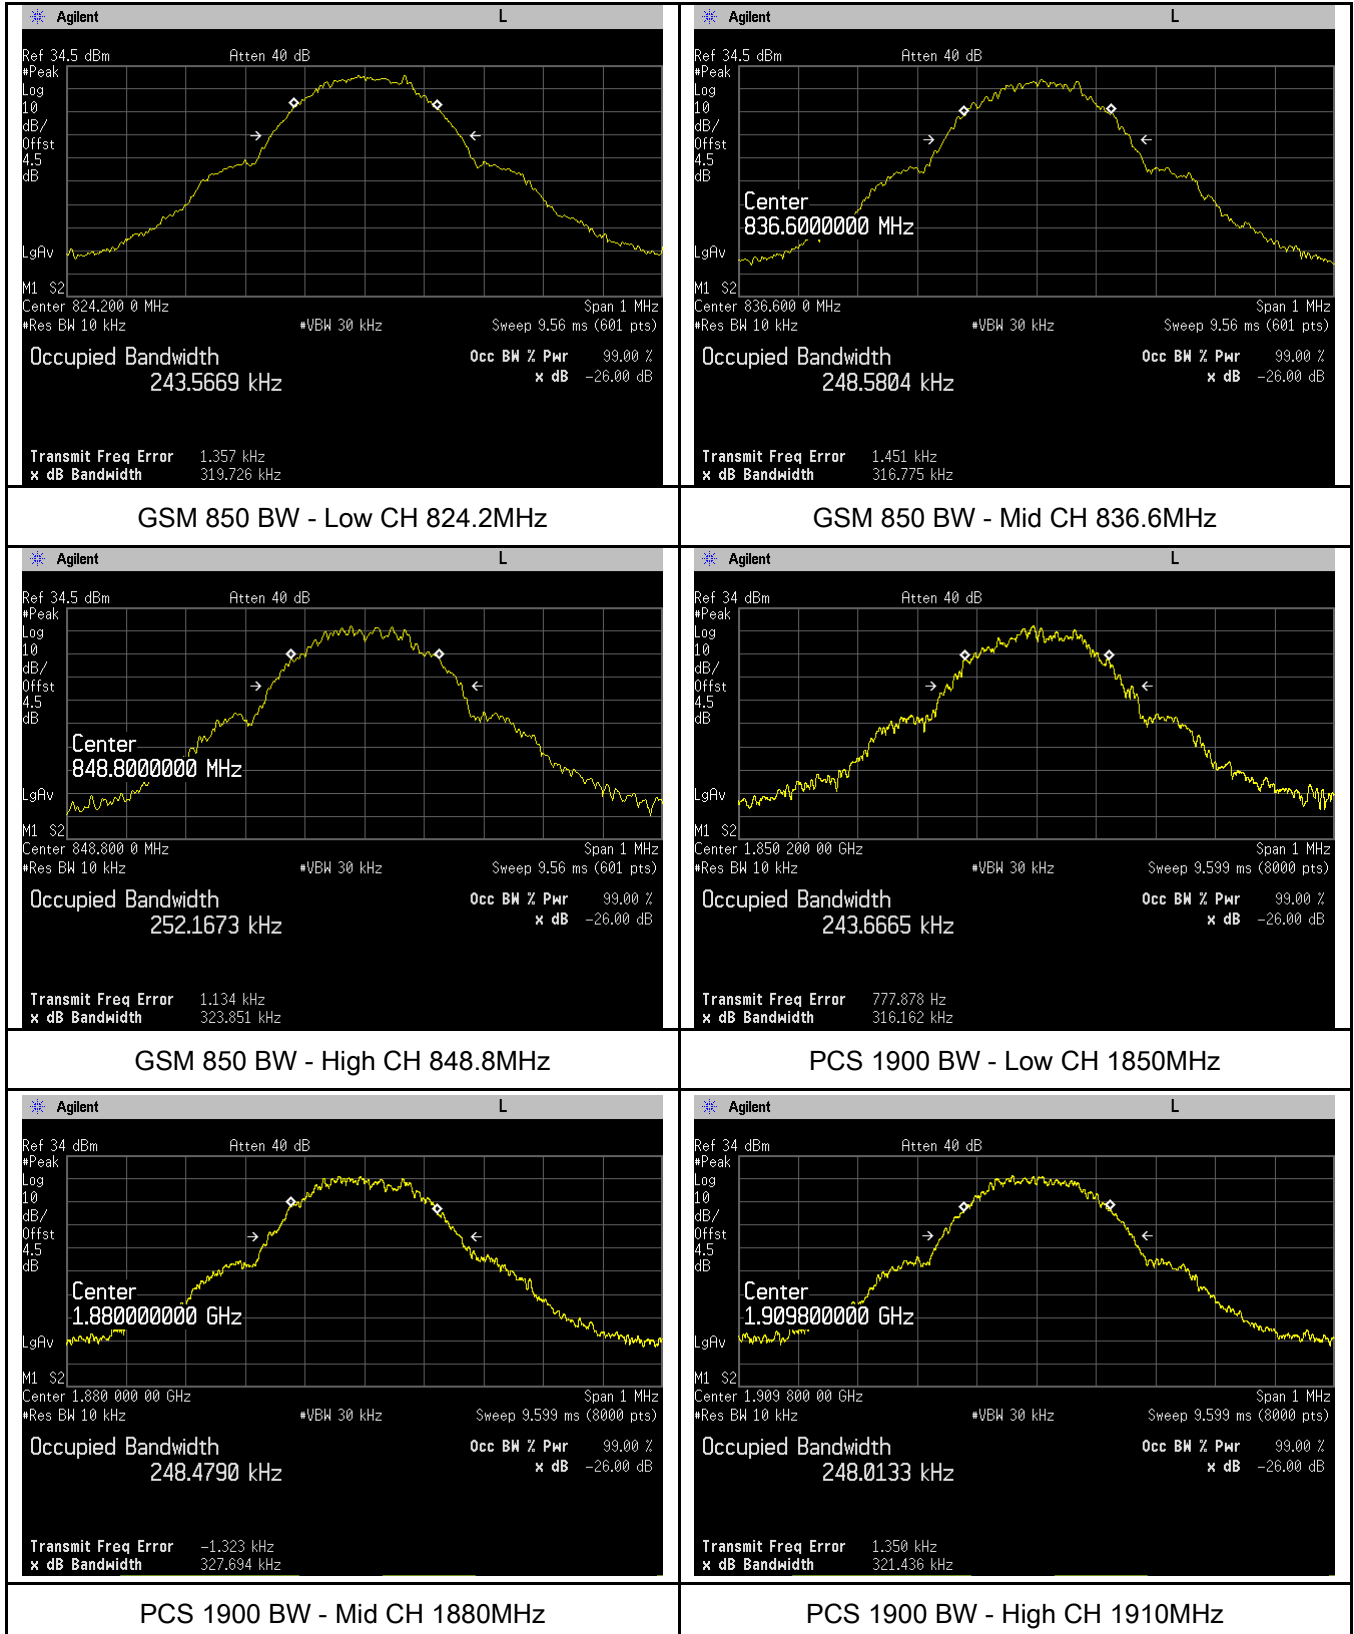 Agilent L
Ref 34.5 dBm Atten 40 dB
#Peak
Log
10
dB/
Offst
4.5
dB
LgAv
M1 S2
Center 824.200 0 MHz Span 1 MHz
#Res BW 10 kHz #VBW 30 kHz Sweep 9.56 ms (601 pts)
Occupied Bandwidth Occ BW % Pwr 99.00 %
243.5669 kHz x dB -26.00 dB
Transmit Freq Error 1.357 kHz
x dB Bandwidth 319.726 kHz
GSM 850 BW - Low CH 824.2MHz
Agilent L
Ref 34.5 dBm Atten 40 dB
#Peak
Log
10
dB/
Offst
4.5
dB
Center
836.6000000 MHz
LgAv
M1 S2
Center 836.600 0 MHz Span 1 MHz
#Res BW 10 kHz #VBW 30 kHz Sweep 9.56 ms (601 pts)
Occupied Bandwidth Occ BW % Pwr 99.00 %
248.5804 kHz x dB -26.00 dB
Transmit Freq Error 1.451 kHz
x dB Bandwidth 316.775 kHz
GSM 850 BW - Mid CH 836.6MHz
Agilent L
Ref 34.5 dBm Atten 40 dB
#Peak
Log
10
dB/
Offst
4.5
dB
Center
848.8000000 MHz
LgAv
M1 S2
Center 848.800 0 MHz Span 1 MHz
#Res BW 10 kHz #VBW 30 kHz Sweep 9.56 ms (601 pts)
Occupied Bandwidth Occ BW % Pwr 99.00 %
252.1673 kHz x dB -26.00 dB
Transmit Freq Error 1.134 kHz
x dB Bandwidth 323.851 kHz
GSM 850 BW - High CH 848.8MHz
Agilent L
Ref 34 dBm Atten 40 dB
#Peak
Log
10
dB/
Offst
4.5
dB
LgAv
M1 S2
Center 1.850 200 00 GHz Span 1 MHz
#Res BW 10 kHz #VBW 30 kHz Sweep 9.599 ms (8000 pts)
Occupied Bandwidth Occ BW % Pwr 99.00 %
243.6665 kHz x dB -26.00 dB
Transmit Freq Error 777.878 Hz
x dB Bandwidth 316.162 kHz
PCS 1900 BW - Low CH 1850MHz
Agilent L
Ref 34 dBm Atten 40 dB
#Peak
Log
10
dB/
Offst
4.5
dB
Center
1.880000000 GHz
LgAv
M1 S2
Center 1.880 000 00 GHz Span 1 MHz
#Res BW 10 kHz #VBW 30 kHz Sweep 9.599 ms (8000 pts)
Occupied Bandwidth Occ BW % Pwr 99.00 %
248.4790 kHz x dB -26.00 dB
Transmit Freq Error -1.323 kHz
x dB Bandwidth 327.694 kHz
PCS 1900 BW - Mid CH 1880MHz
Agilent L
Ref 34 dBm Atten 40 dB
#Peak
Log
10
dB/
Offst
4.5
dB
Center
1.909800000 GHz
LgAv
M1 S2
Center 1.909 800 00 GHz Span 1 MHz
#Res BW 10 kHz #VBW 30 kHz Sweep 9.599 ms (8000 pts)
Occupied Bandwidth Occ BW % Pwr 99.00 %
248.0133 kHz x dB -26.00 dB
Transmit Freq Error 1.350 kHz
x dB Bandwidth 321.436 kHz
PCS 1900 BW - High CH 1910MHz